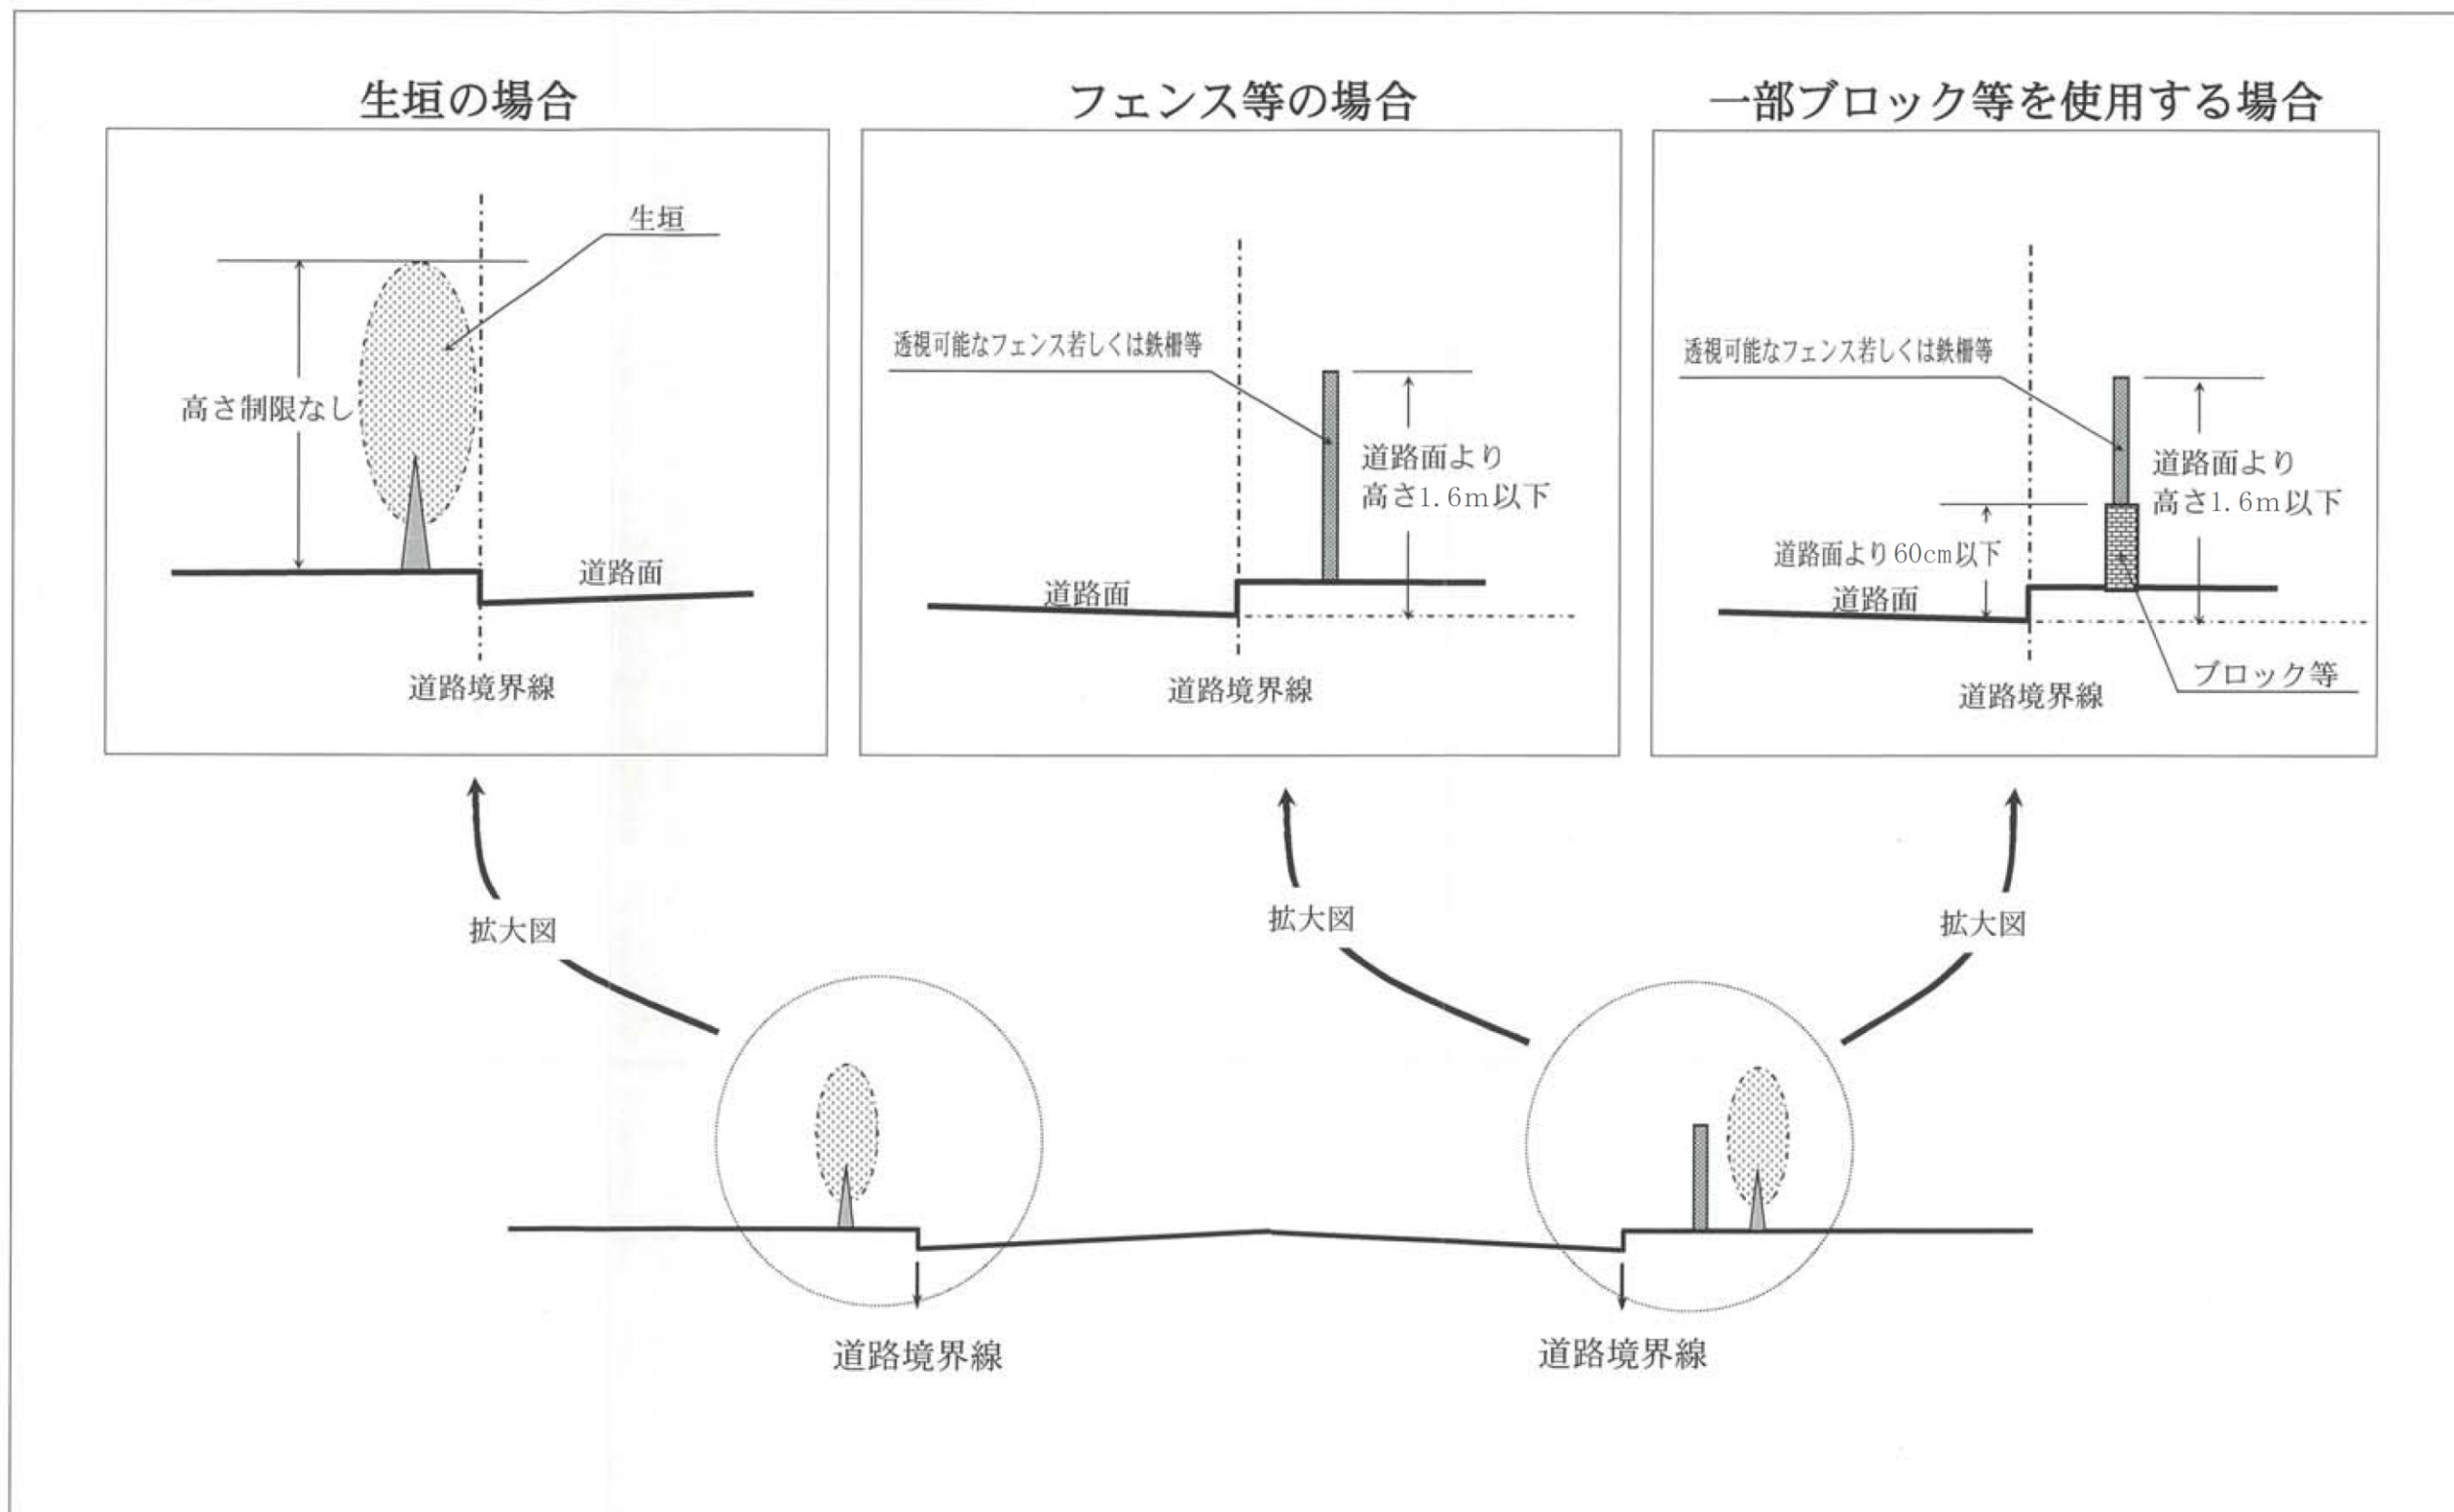 生垣の場合
生垣
高さ制限なし
道路面
道路境界線
フェンス等の場合
透視可能なフェンス若しくは鉄柵等
道路面より
高さ1.6m以下
道路面
道路境界線
一部ブロック等を使用する場合
透視可能なフェンス若しくは鉄柵等
道路面より
高さ1.6m以下
道路面より60cm以下
道路面
ブロック等
道路境界線
拡大図
拡大図
拡大図
道路境界線
道路境界線